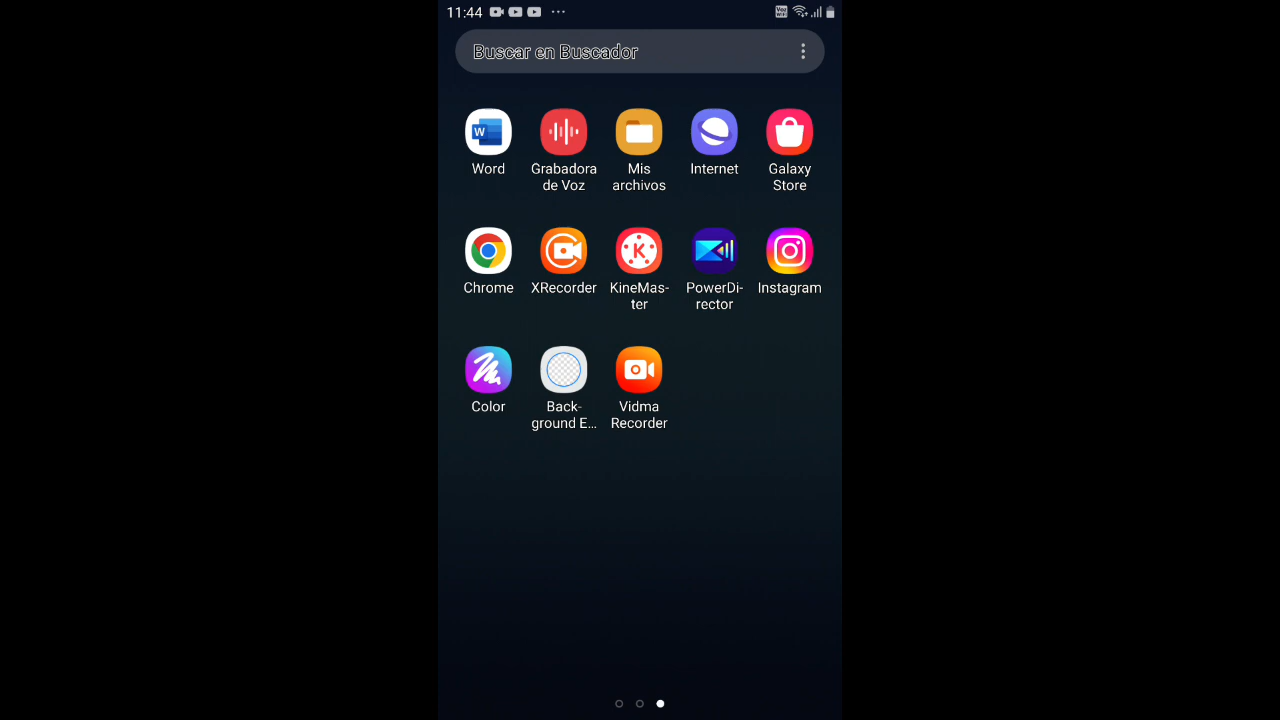 11:44
Buscar en Buscador
Word
Grabadora
de Voz
Mis
archivos
Internet
Galaxy
Store
Chrome
XRecorder
KineMas-
ter
PowerDi-
rector
Instagram
Color
Back-
ground E...
Vidma
Recorder